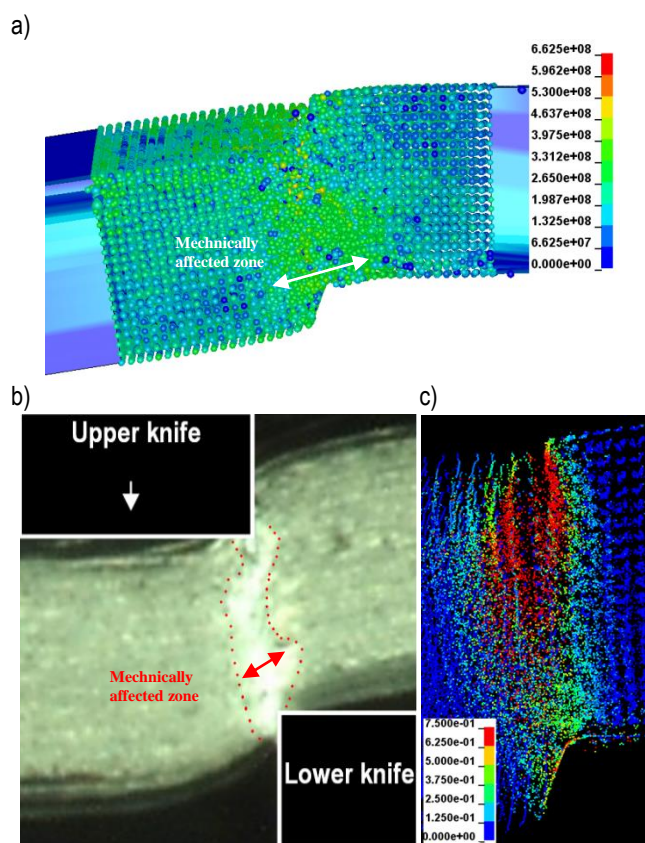 a)
6.625e+08
5.962e+08
5.300e+08
4.637e+08
3.975e+08
3.312e+08
2.650e+08
1.987e+08
1.325e+08
6.625e+07
0.000e+00
Mechnically
affected zone
b)
Upper knife
Mechnically
affected zone
Lower knife
c)
7.500e-01
6.250e-01
5.000e-01
3.750e-01
2.500e-01
1.250e-01
0.000e+00